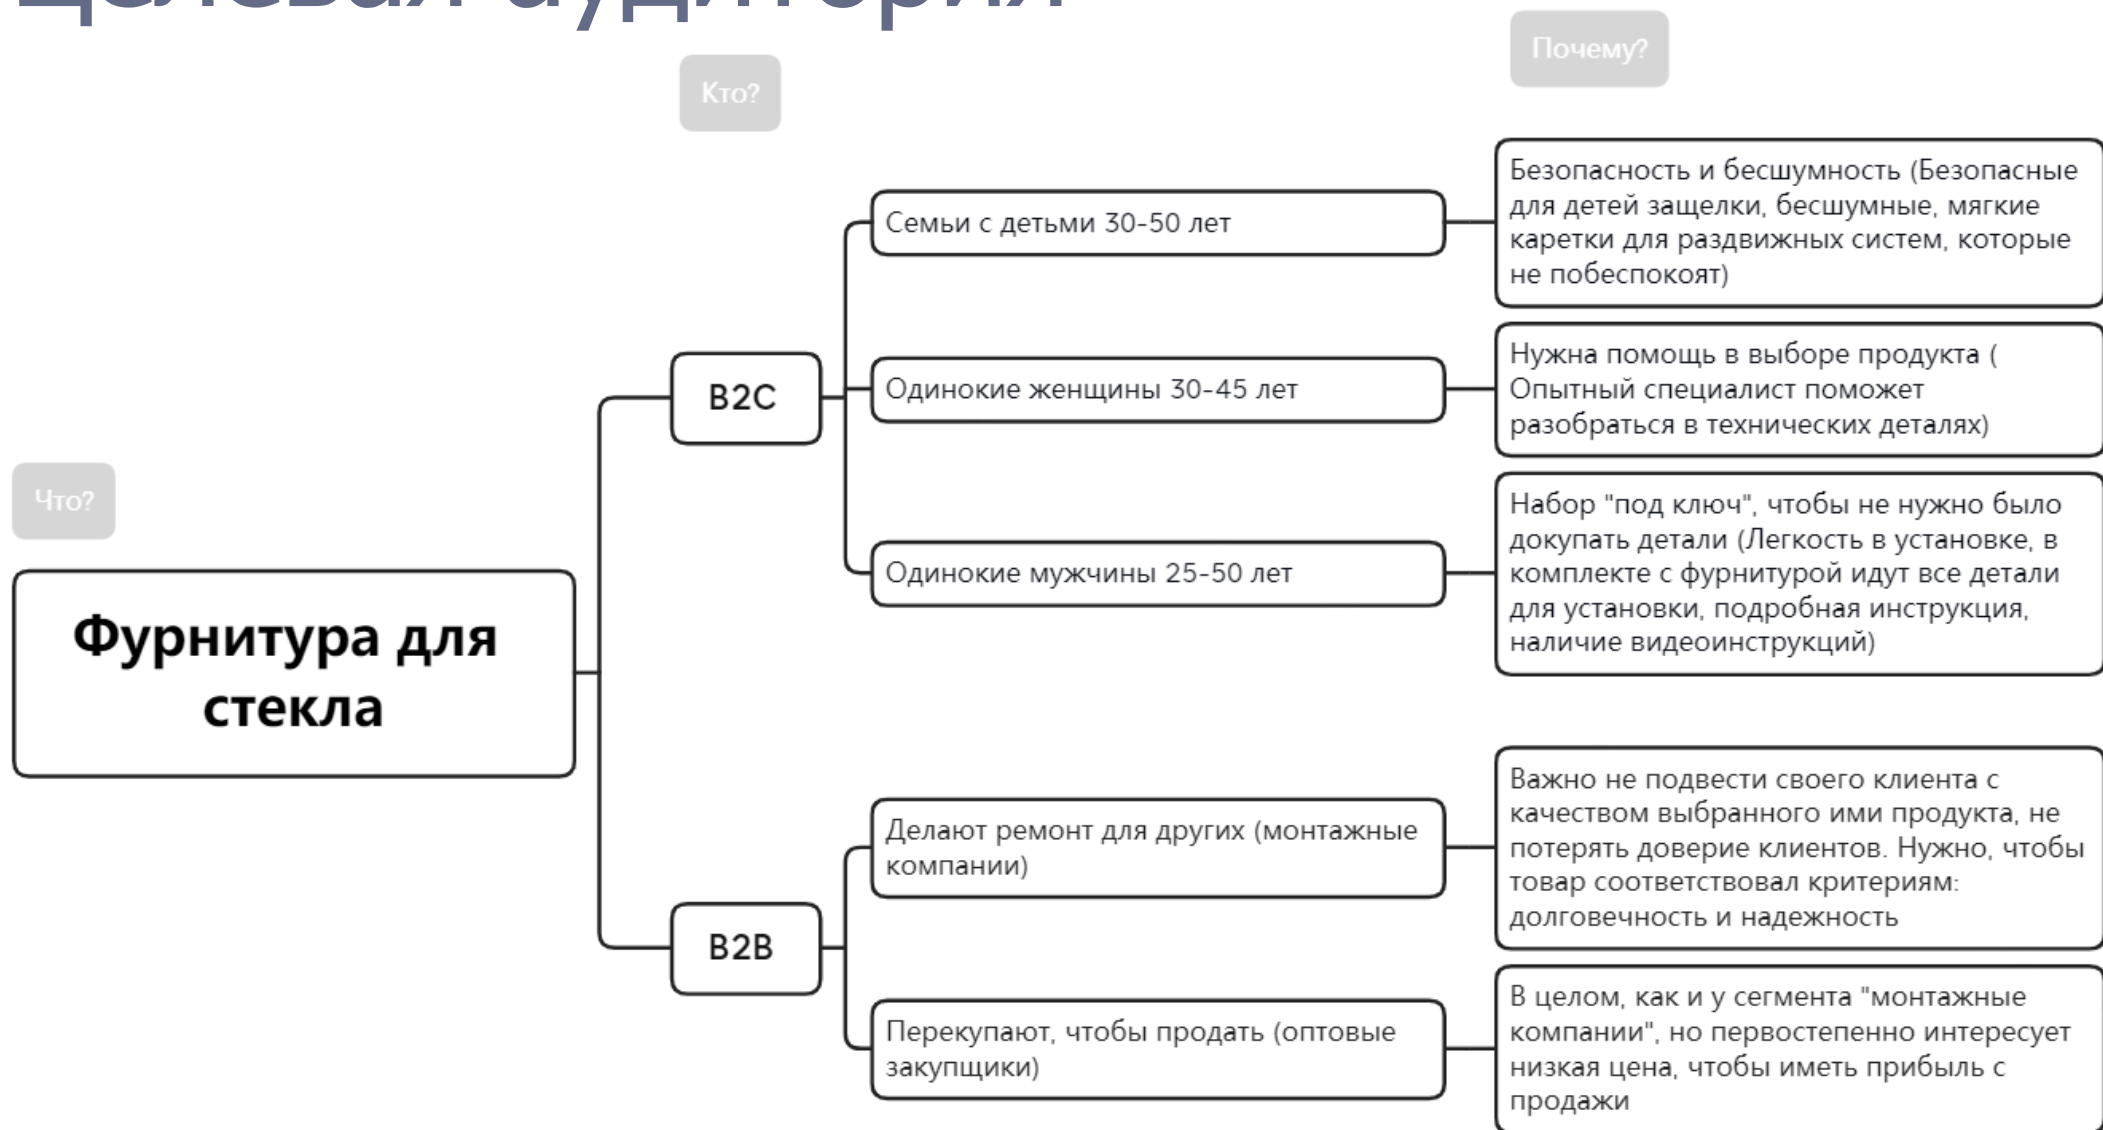 Целевая аудитория
Кто?
Почему?
Что?
Фурнитура для
стекла
B2C
Семьи с детьми 30-50 лет
Безопасность и бесшумность (Безопасные
для детей защелки, бесшумные, мягкие
каретки для раздвижных систем, которые
не побеспокоят)
Одинокие женщины 30-45 лет
Нужна помощь в выборе продукта (
Опытный специалист поможет
разобраться в технических деталях)
Одинокие мужчины 25-50 лет
Набор "под ключ", чтобы не нужно было
докупать детали (Легкость в установке, в
комплекте с фурнитурой идут все детали
для установки, подробная инструкция,
наличие видеоинструкций)
B2B
Делают ремонт для других (монтажные
компании)
Важно не подвести своего клиента с
качеством выбранного ими продукта, не
потерять доверие клиентов. Нужно, чтобы
товар соответствовал критериям:
долговечность и надежность
Перекупают, чтобы продать (оптовые
закупщики)
В целом, как и у сегмента "монтажные
компании", но первостепенно интересует
низкая цена, чтобы иметь прибыль с
продажи